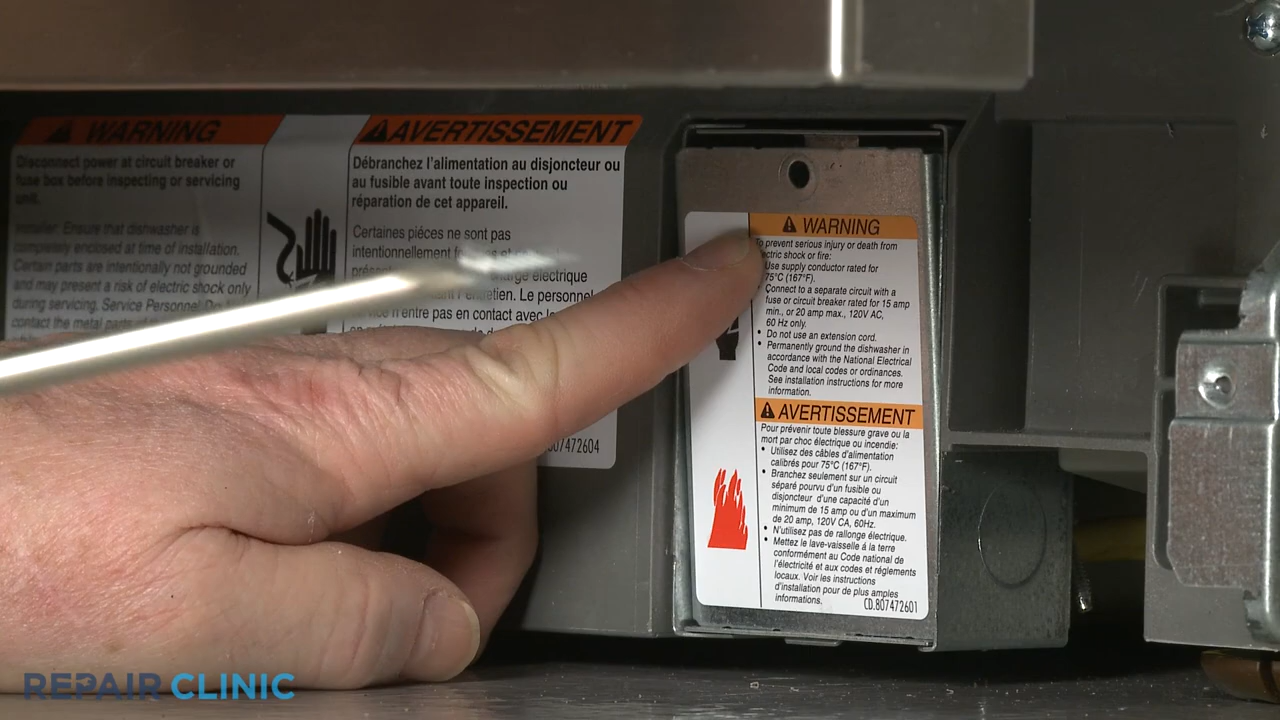 WARNING
Disconnect power at circuit breaker or
fuse box before inspecting or servicing
unit.
Installer: Ensure that dishwasher is
completely enclosed at time of installation.
Certain parts are intentionally not grounded
and may present a risk of electric shock only
during servicing. Service Personnel: Do
contact the metal parts of
AVERTISSEMENT
Débranchez l'alimentation au disjoncteur ou
au fusible avant toute inspection ou
réparation de cet appareil.
Certaines piéces ne sont pas
intentionnellement
électrique
Le personnel
n'entre pas en contact avec
807472604
WARNING
To prevent serious injury or death from
electric shock or fire:
Use supply conductor rated for
75°C (167°F).
• Connect to a separate circuit with a
fuse or circuit breaker rated for 15 amp
min., or 20 amp max., 120V AC,
60 Hz only.
• Do not use an extension cord.
• Permanently ground the dishwasher in
accordance with the National Electrical
Code and local codes or ordinances.
See installation instructions for more
information.
AVERTISSEMENT
Pour prévenir toute blessure grave ou la
mort par choc électrique ou incendie:
• Utilisez des câbles d'alimentation
calibrés pour 75°C (167°F).
• Branchez seulement sur un circuit
séparé pourvu d'un fusible ou
disjoncteur d'une capacité d'un
minimum de 15 amp ou d'un maximum
de 20 amp, 120V CA, 60Hz.
• N'utilisez pas de rallonge électrique.
• Mettez le lave-vaisselle à la terre
conformément au Code national de
l'électricité et aux codes et réglements
locaux. Voir les instructions
d'installation pour de plus amples
informations.
CD.807472601
REPAIR CLINIC